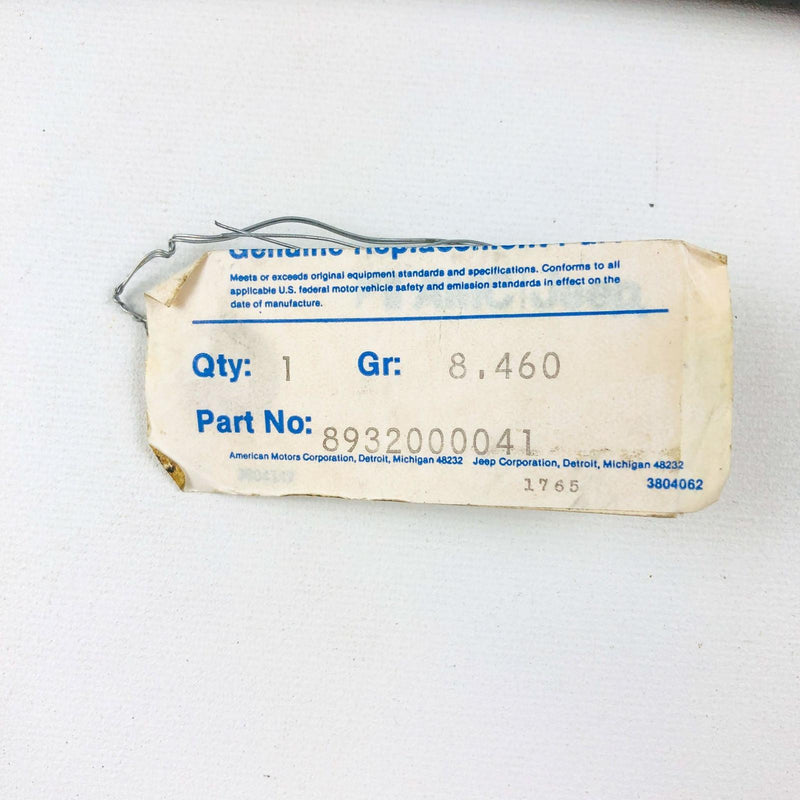 Genuine Replacement
Meets or exceeds original equipment standards and specifications. Conforms to all
applicable U.S. federal motor vehicle safety and emission standards in effect on the
date of manufacture.
Qty: 1 Gr: 8.460
Part No: 8932000041
American Motors Corporation, Detroit, Michigan 48232 Jeep Corporation, Detroit, Michigan 48232
1765 3804062